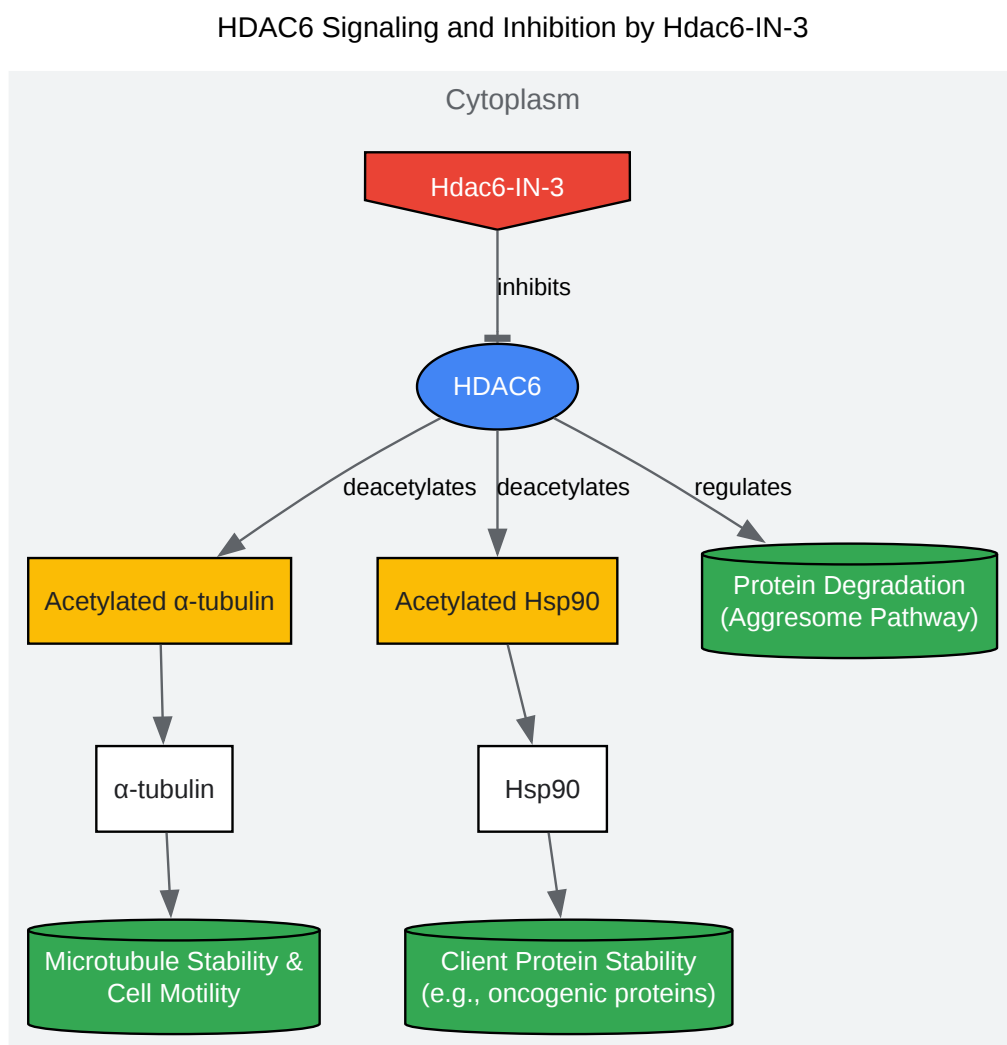 HDAC6 Signaling and Inhibition by Hdac6-IN-3
Cytoplasm
Hdac6-IN-3
inhibits
HDAC6
deacetylates
deacetylates
regulates
Acetylated α-tubulin
Acetylated Hsp90
Protein Degradation
(Aggresome Pathway)
α-tubulin
Hsp90
Microtubule Stability &
Cell Motility
Client Protein Stability
(e.g., oncogenic proteins)